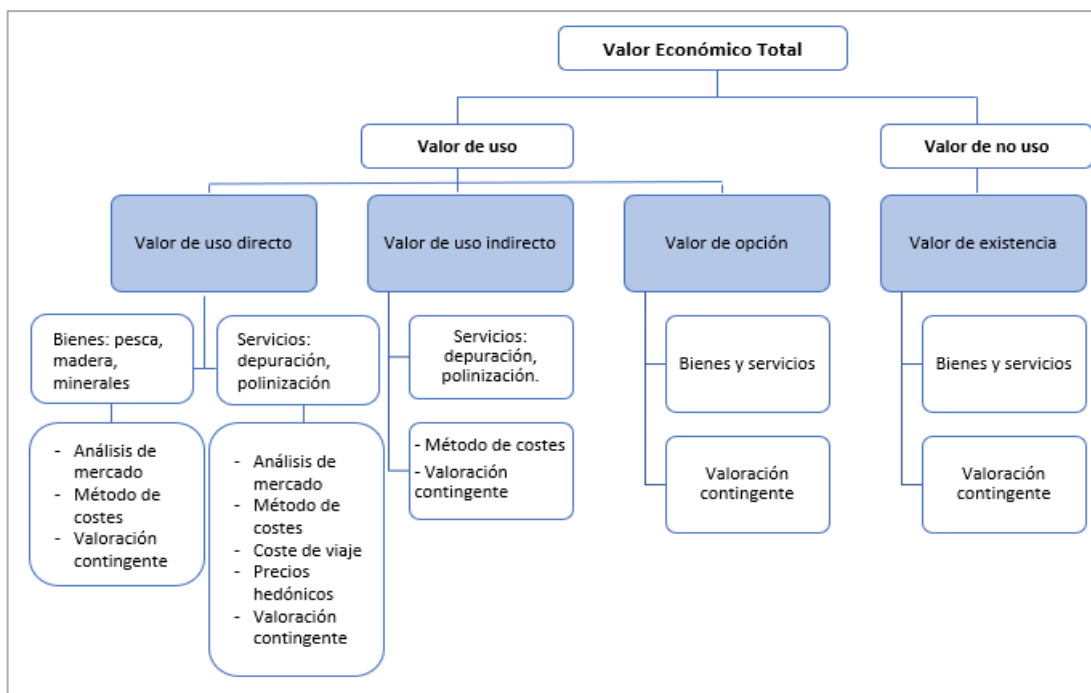 Valor Económico Total
Valor de uso
Valor de no uso
Valor de uso directo
Valor de uso indirecto
Valor de opción
Valor de existencia
Bienes: pesca,
madera,
minerales
Servicios:
depuración,
polinización
Servicios:
depuración,
polinización.
Bienes y servicios
Bienes y servicios
- Análisis de
mercado
- Método de
costes
- Valoración
contingente
- Análisis de
mercado
- Método de
costes
- Coste de viaje
- Precios
hedónicos
- Valoración
contingente
- Método de costes
- Valoración
contingente
Valoración
contingente
Valoración
contingente